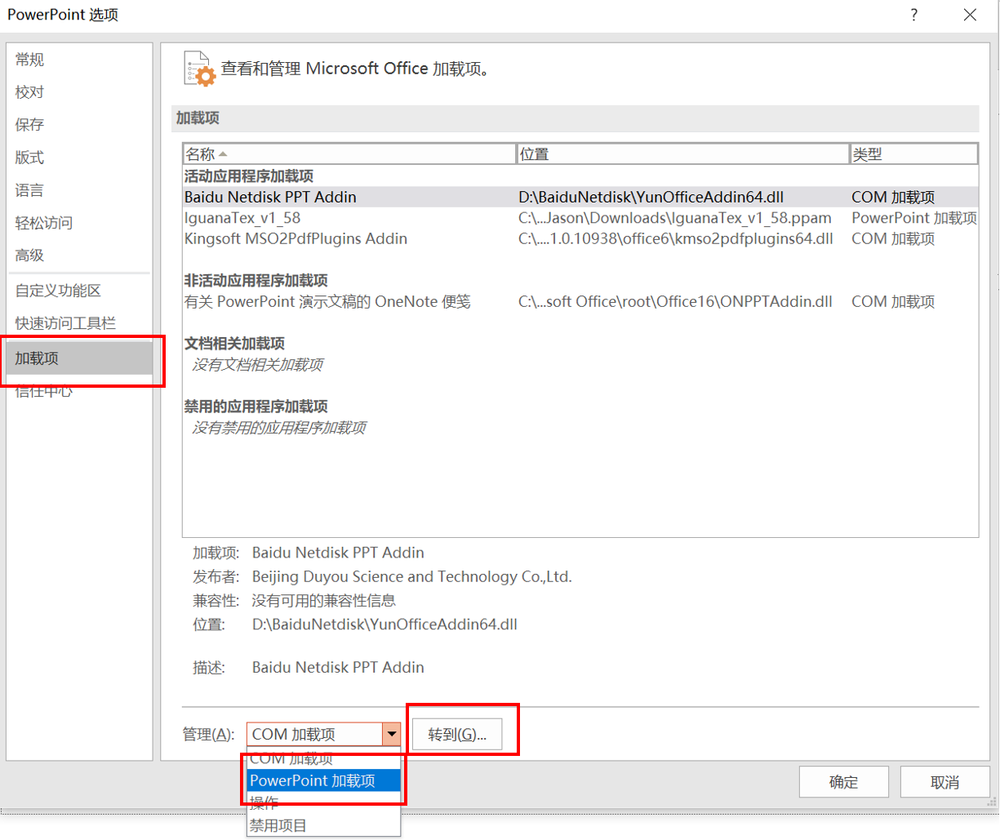 PowerPoint 选项
?
常规
校对
保存
版式
语言
轻松访问
高级
自定义功能区
快速访问工具栏
加载项
信任中心
查看和管理 Microsoft Office 加载项。
加载项
名称 位置 类型
活动应用程序加载项
Baidu Netdisk PPT Addin D:\BaiduNetdisk\YunOfficeAddin64.dll COM 加载项
IguanaTex_v1_58 C:\...Jason\Downloads\IguanaTex_v1_58.ppam PowerPoint 加载项
Kingsoft MSO2PdfPlugins Addin C:\....1.0.10938\office6\kmso2pdfplugins64.dll COM 加载项
非活动应用程序加载项
有关 PowerPoint 演示文稿的 OneNote 便笺 C:\...soft Office\root\Office16\ONPPTAddin.dll COM 加载项
文档相关加载项
没有文档相关加载项
禁用的应用程序加载项
没有禁用的应用程序加载项
加载项: Baidu Netdisk PPT Addin
发布者: Beijing Duyou Science and Technology Co.,Ltd.
兼容性: 没有可用的兼容性信息
位置: D:\BaiduNetdisk\YunOfficeAddin64.dll
描述: Baidu Netdisk PPT Addin
管理(A): COM 加载项 转到(G)...
COM 加载项
PowerPoint 加载项
操作
禁用项目
确定 取消